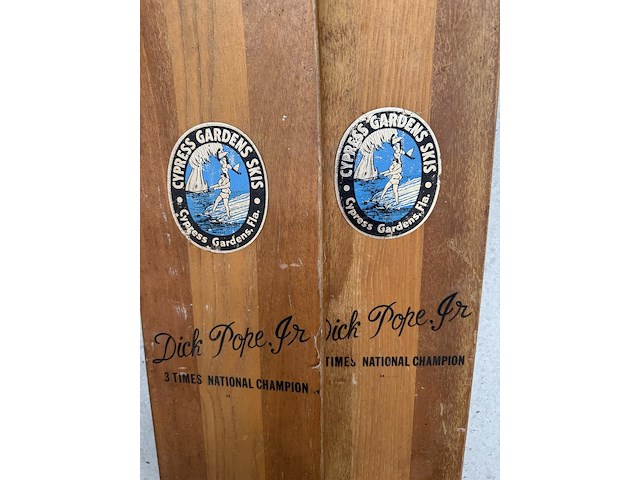 CYPRESS GARDENS SKIS
Cypress Gardens, Fla.
Dick Pope. Jr
3 TIMES NATIONAL CHAMPION
CYPRESS GARDENS SKIS
Cypress Gardens, Fla.
Dick Pope. Jr
TIMES NATIONAL CHAMPION